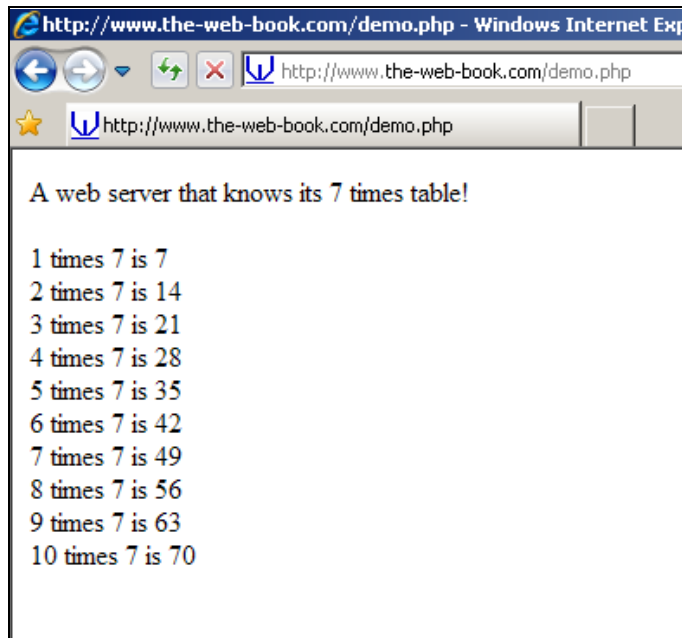 http://www.the-web-book.com/demo.php - Windows Internet Exp
http://www.the-web-book.com/demo.php
http://www.the-web-book.com/demo.php
A web server that knows its 7 times table!
1 times 7 is 7
2 times 7 is 14
3 times 7 is 21
4 times 7 is 28
5 times 7 is 35
6 times 7 is 42
7 times 7 is 49
8 times 7 is 56
9 times 7 is 63
10 times 7 is 70